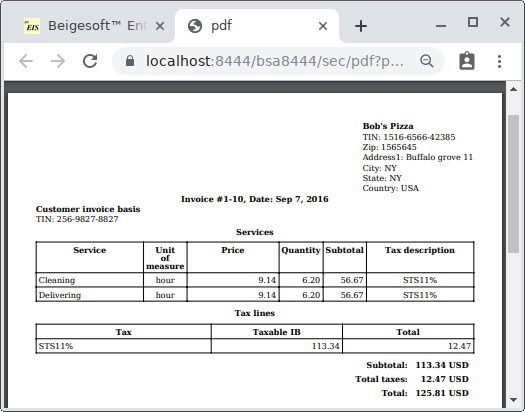 EIS
Beigesoft™ Ent
pdf
localhost:8444/bsa8444/sec/pdf?p...
Bob's Pizza
TIN: 1516-6566-42385
Zip: 1565645
Address1: Buffalo grove 11
City: NY
State: NY
Country: USA
Invoice #1-10, Date: Sep 7, 2016
Customer invoice basis
TIN: 256-9827-8827
Services
Service Unit of measure Price Quantity Subtotal Tax description
Cleaning hour 9.14 6.20 56.67 STS11%
Delivering hour 9.14 6.20 56.67 STS11%
Tax lines
Tax Taxable IB Total
STS11% 113.34 12.47
Subtotal: 113.34 USD
Total taxes: 12.47 USD
Total: 125.81 USD